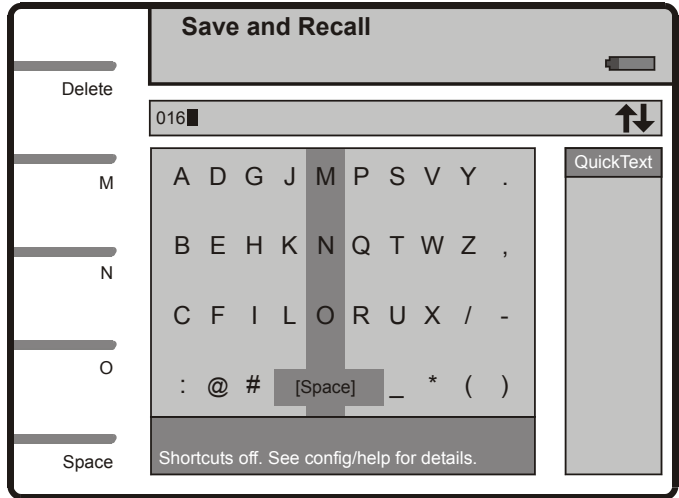 Save and Recall
Delete
016
M
N
O
Space
A D G J M P S V Y .
B E H K N Q T W Z ,
C F I L O R U X / -
: @ # [Space] _ * ( )
Shortcuts off. See config/help for details.
QuickText